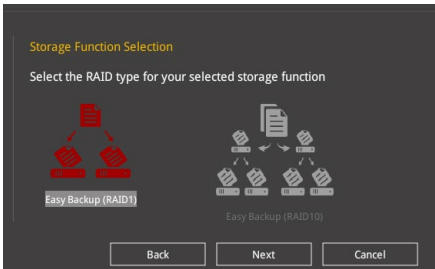 Storage Function Selection
Select the RAID type for your selected storage function
Easy Backup (RAID1)
Easy Backup (RAID10)
Back
Next
Cancel